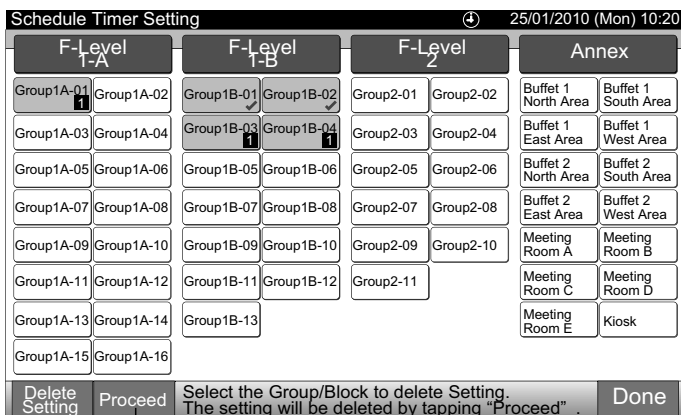 Schedule Timer Setting 25/01/2010 (Mon) 10:20
F-Level
1-A
F-Level
1-B
F-Level
2
Annex
Group1A-01
1
Group1A-02
Group1B-01
Group1B-02
Group2-01
Group2-02
Buffet 1
North Area
Buffet 1
South Area
Group1A-03
Group1A-04
Group1B-03
1
Group1B-04
1
Group2-03
Group2-04
Buffet 1
East Area
Buffet 1
West Area
Group1A-05
Group1A-06
Group1B-05
Group1B-06
Group2-05
Group2-06
Buffet 2
North Area
Buffet 2
South Area
Group1A-07
Group1A-08
Group1B-07
Group1B-08
Group2-07
Group2-08
Buffet 2
East Area
Buffet 2
West Area
Group1A-09
Group1A-10
Group1B-09
Group1B-10
Group2-09
Group2-10
Meeting
Room A
Meeting
Room B
Group1A-11
Group1A-12
Group1B-11
Group1B-12
Group2-11
Meeting
Room C
Meeting
Room D
Group1A-13
Group1A-14
Group1B-13
Meeting
Room E
Kiosk
Group1A-15
Group1A-16
Delete
Setting
Proceed
Select the Group/Block to delete Setting.
The setting will be deleted by tapping “Proceed” .
Done